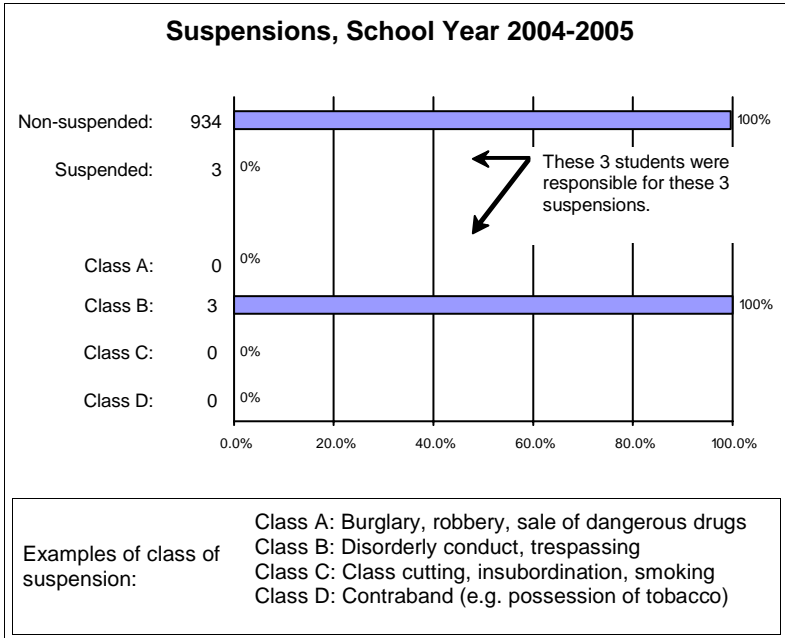 Suspensions, School Year 2004-2005
Non-suspended: 934 100%
Suspended: 3 0%
These 3 students were
responsible for these 3
suspensions.
Class A: 0 0%
Class B: 3 100%
Class C: 0 0%
Class D: 0 0%
0.0% 20.0% 40.0% 60.0% 80.0% 100.0%
Examples of class of
suspension:
Class A: Burglary, robbery, sale of dangerous drugs
Class B: Disorderly conduct, trespassing
Class C: Class cutting, insubordination, smoking
Class D: Contraband (e.g. possession of tobacco)